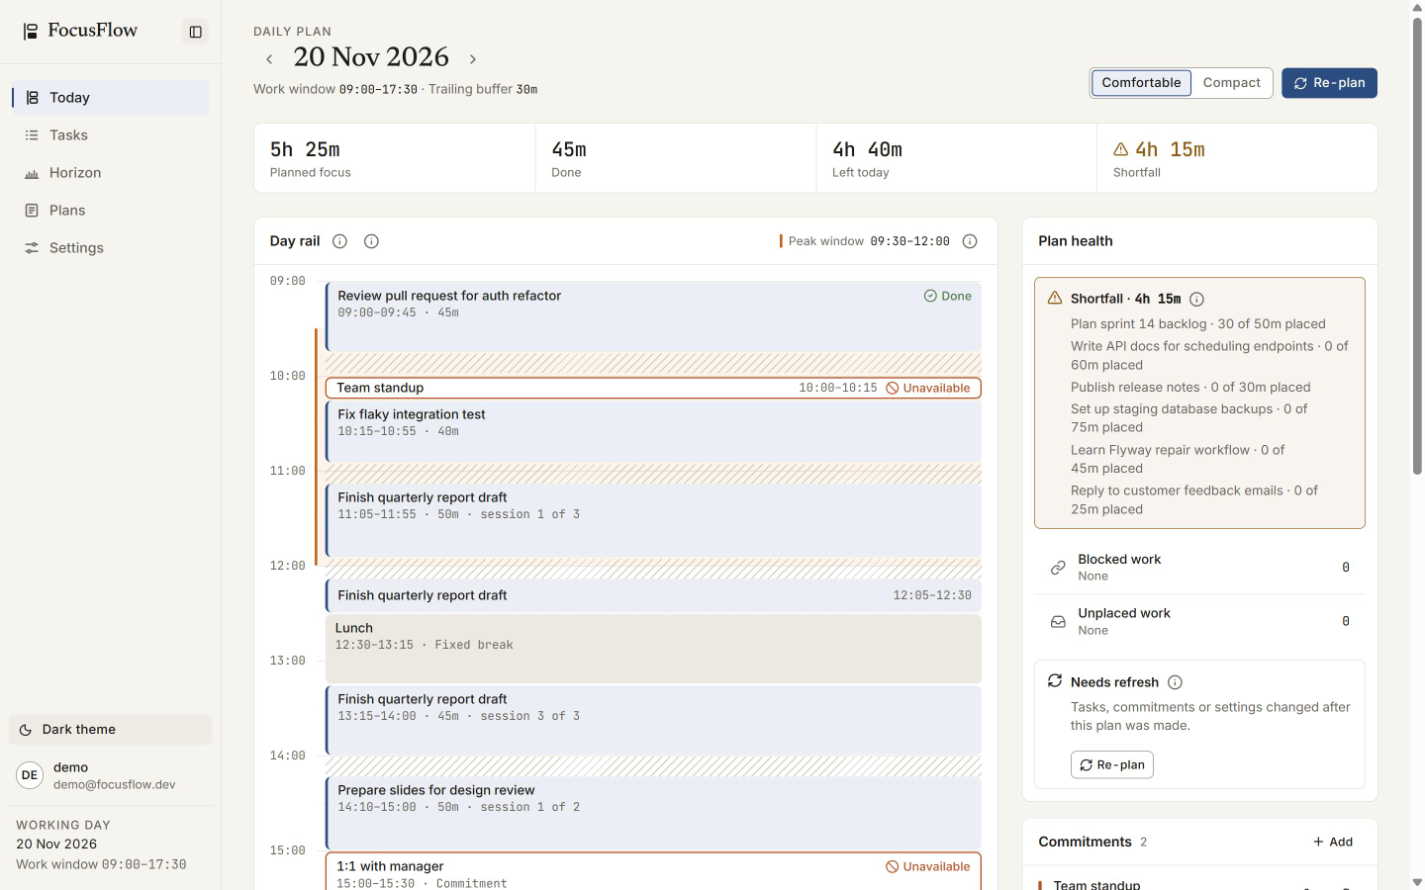 FocusFlow
Today
Tasks
Horizon
Plans
Settings
Dark theme
DE
demo
demo@focusflow.dev
WORKING DAY
20 Nov 2026
Work window 09:00–17:30
DAILY PLAN
20 Nov 2026
Work window 09:00–17:30 · Trailing buffer 30m
Comfortable
Compact
Re-plan
5h 25m
Planned focus
45m
Done
4h 40m
Left today
4h 15m
Shortfall
Day rail
Peak window 09:30–12:00
09:00
Review pull request for auth refactor
Done
09:00–09:45 · 45m
10:00
Team standup
10:00–10:15
Unavailable
Fix flaky integration test
10:15–10:55 · 40m
11:00
Finish quarterly report draft
11:05–11:55 · 50m · session 1 of 3
12:00
Finish quarterly report draft
12:05–12:30
Lunch
12:30–13:15 · Fixed break
13:00
Finish quarterly report draft
13:15–14:00 · 45m · session 3 of 3
14:00
Prepare slides for design review
14:10–15:00 · 50m · session 1 of 2
15:00
1:1 with manager
Unavailable
15:00–15:30 · Commitment
Plan health
Shortfall · 4h 15m
Plan sprint 14 backlog · 30 of 50m placed
Write API docs for scheduling endpoints · 0 of
60m placed
Publish release notes · 0 of 30m placed
Set up staging database backups · 0 of
75m placed
Learn Flyway repair workflow · 0 of
45m placed
Reply to customer feedback emails · 0 of
25m placed
Blocked work
None
0
Unplaced work
None
0
Needs refresh
Tasks, commitments or settings changed after
this plan was made.
Re-plan
Commitments 2
Add
Team standup